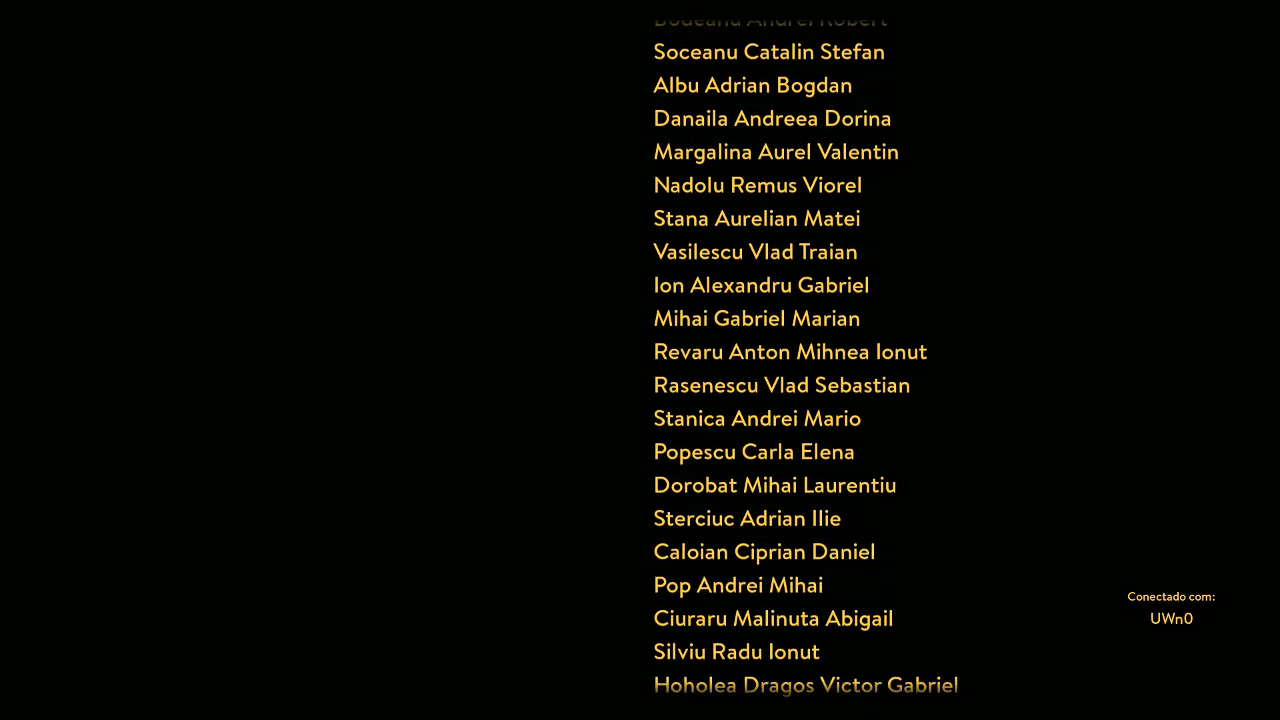 Bodeanu Andrei Robert
Soceanu Catalin Stefan
Albu Adrian Bogdan
Danaila Andreea Dorina
Margalina Aurel Valentin
Nadolu Remus Viorel
Stana Aurelian Matei
Vasilescu Vlad Traian
Ion Alexandru Gabriel
Mihai Gabriel Marian
Revaru Anton Mihnea Ionut
Rasenescu Vlad Sebastian
Stanica Andrei Mario
Popescu Carla Elena
Dorobat Mihai Laurentiu
Sterciuc Adrian Ilie
Caloian Ciprian Daniel
Pop Andrei Mihai
Ciuraru Malinuta Abigail
Silviu Radu Ionut
Hoholea Dragos Victor Gabriel
Conectado com:
UWn0